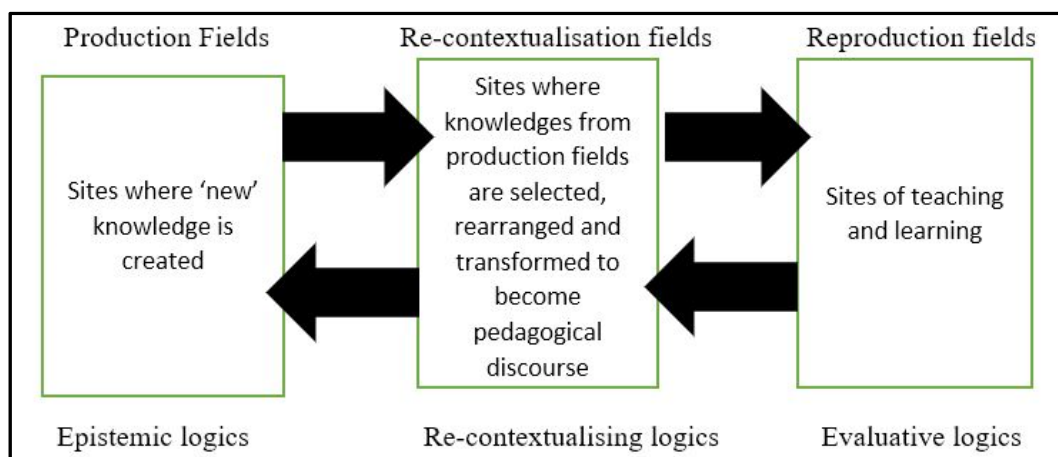 Production Fields
Re-contextualisation fields
Reproduction fields
Sites where ‘new’
knowledge is
created
Sites where
knowledges from
production fields
are selected,
rearranged and
transformed to
become
pedagogical
discourse
Sites of teaching
and learning
Epistemic logics
Re-contextualising logics
Evaluative logics